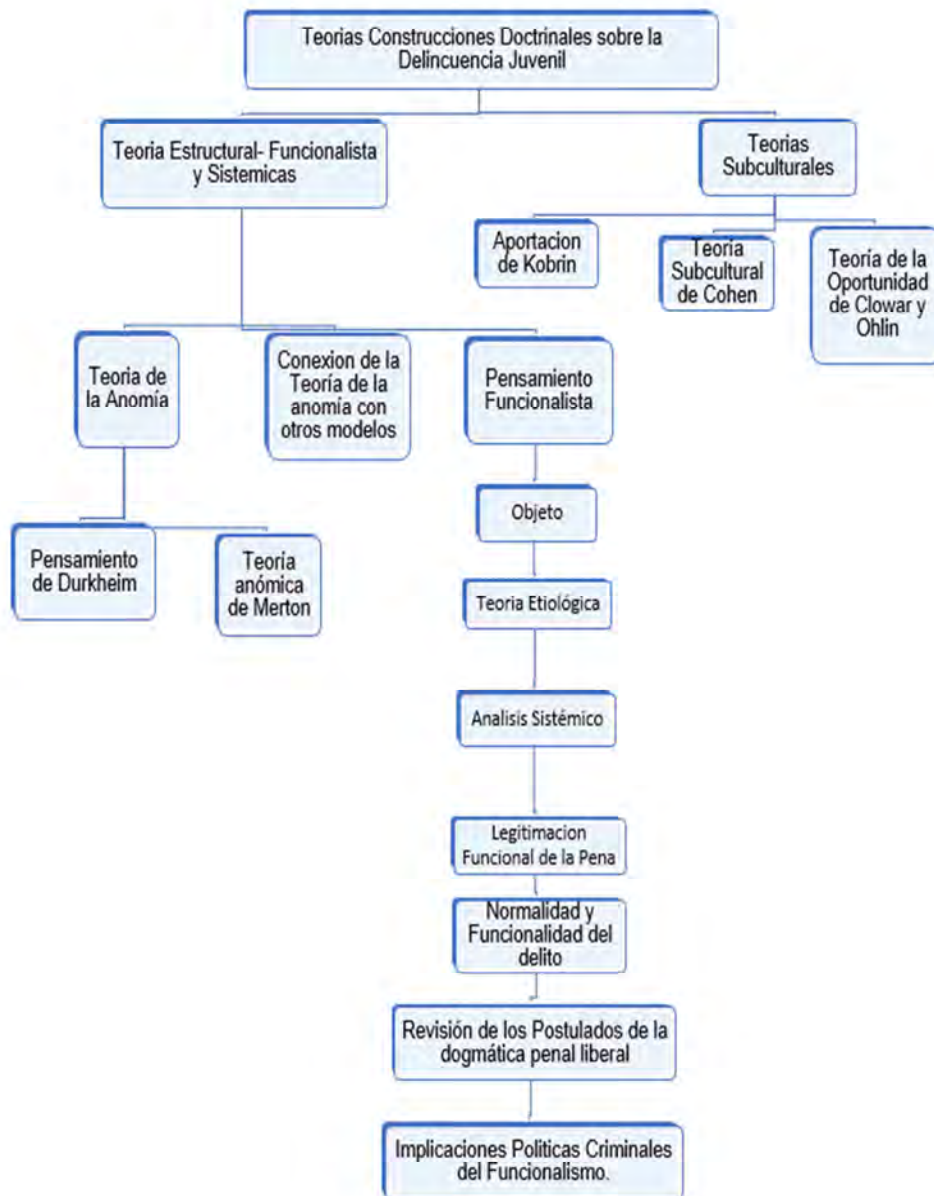 Teorias Construcciones Doctrinales sobre la
Delincuencia Juvenil
Teoria Estructural- Funcionalista
y Sistemicas
Teorias
Subculturales
Aportacion
de Kobrin
Teoría
Subcultural
de Cohen
Teoría de la
Oportunidad
de Clowar y
Ohlin
Teoria de
la Anomía
Conexion de la
Teoría de la
anomía con
otros modelos
Pensamiento
Funcionalista
Objeto
Pensamiento
de Durkheim
Teoría
anómica
de Merton
Teoria Etiológica
Analisis Sistémico
Legitimacion
Funcional de la Pena
Normalidad y
Funcionalidad del
delito
Revisión de los Postulados de la
dogmática penal liberal
Implicaciones Politicas Criminales
del Funcionalismo.